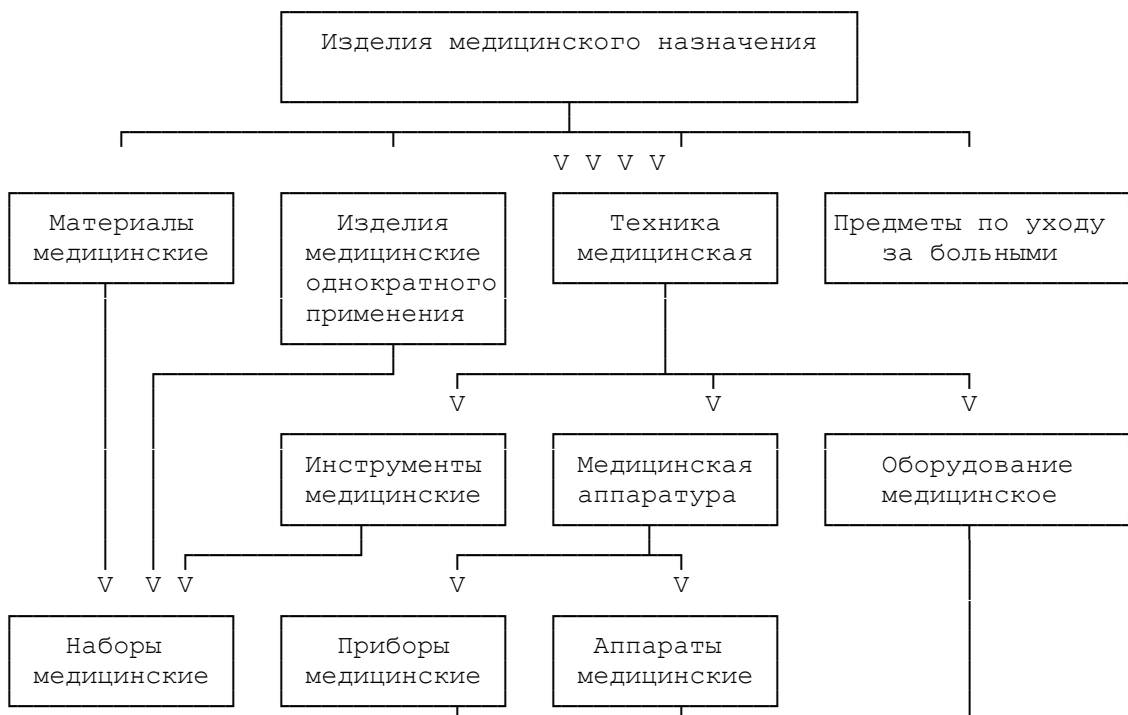 Изделия медицинского назначения
V V V V
Материалы
медицинские
Изделия
медицинские
однократного
применения
Техника
медицинская
Предметы по уходу
за больными
V V V
Инструменты
медицинские
Медицинская
аппаратура
Оборудование
медицинское
V V V V V
Наборы
медицинские
Приборы
медицинские
Аппараты
медицинские